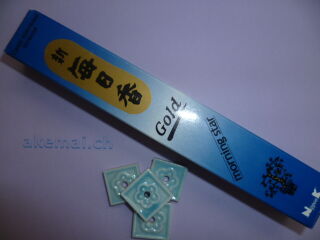 新
毎日香
Gold
morning star
akemai.ch